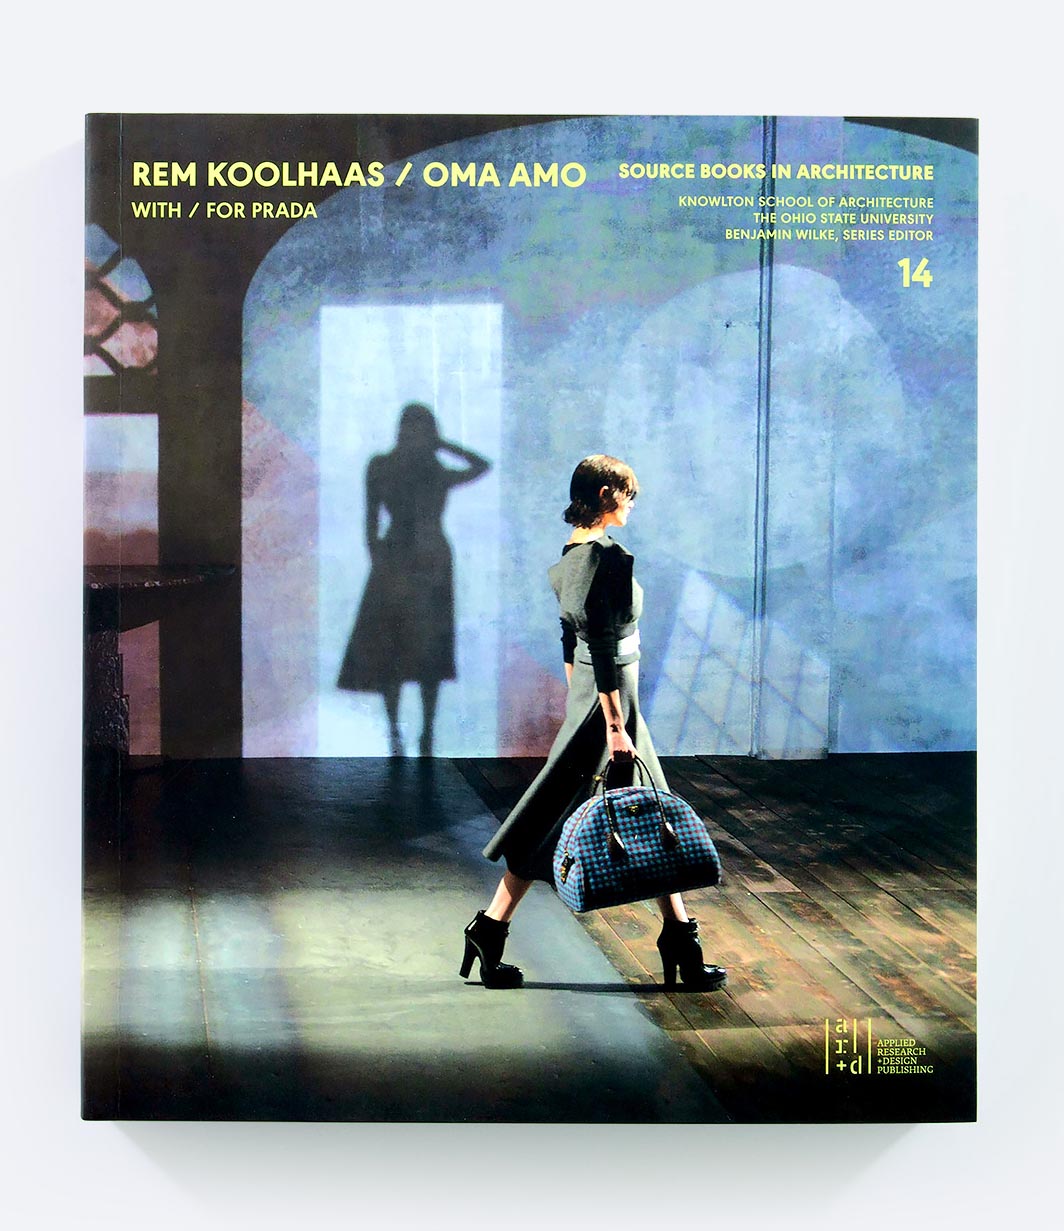 REM KOOLHAAS / OMA AMO
WITH / FOR PRADA
SOURCE BOOKS IN ARCHITECTURE
KNOWLTON SCHOOL OF ARCHITECTURE
THE OHIO STATE UNIVERSITY
BENJAMIN WILKE, SERIES EDITOR
14
a
r
+d
APPLIED
RESEARCH
+DESIGN
PUBLISHING